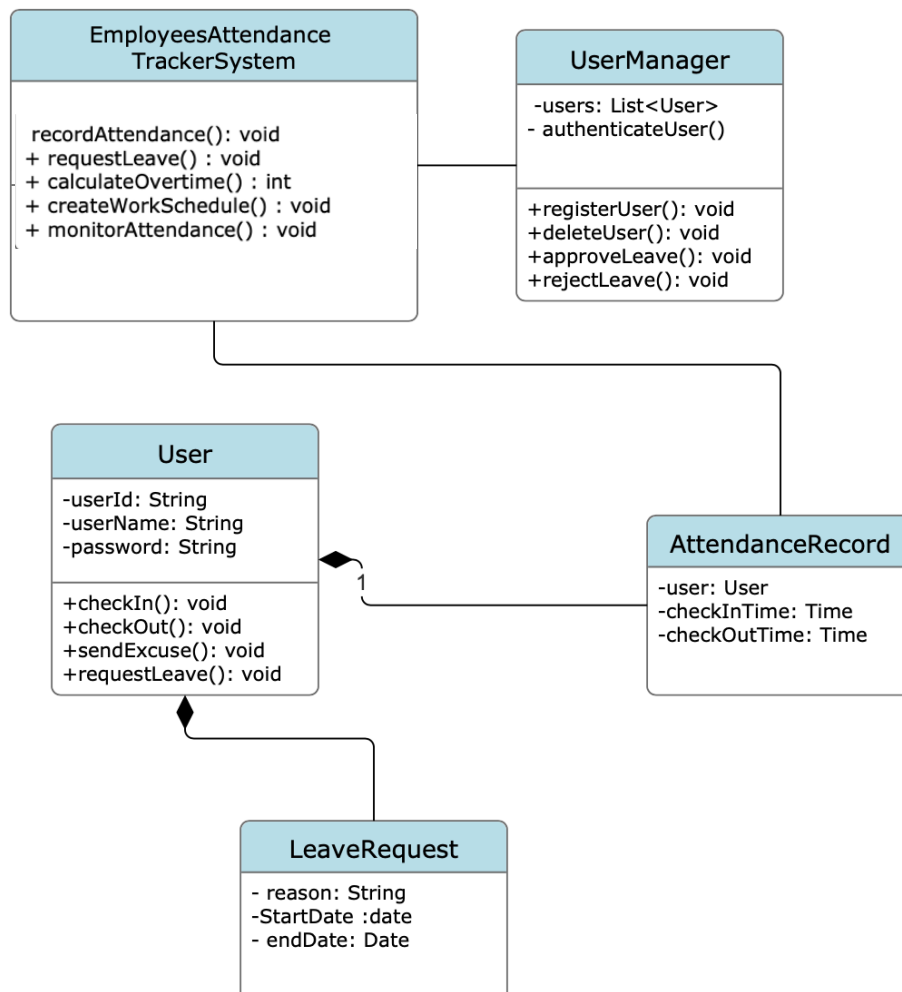 EmployeesAttendance
TrackerSystem
recordAttendance(): void
+ requestLeave() : void
+ calculateOvertime() : int
+ createWorkSchedule() : void
+ monitorAttendance() : void
UserManager
-users: List<User>
- authenticateUser()
+registerUser(): void
+deleteUser(): void
+approveLeave(): void
+rejectLeave(): void
User
-userId: String
-userName: String
-password: String
+checkIn(): void
+checkOut(): void
+sendExcuse(): void
+requestLeave(): void
1
AttendanceRecord
-user: User
-checkInTime: Time
-checkOutTime: Time
LeaveRequest
- reason: String
-StartDate :date
- endDate: Date